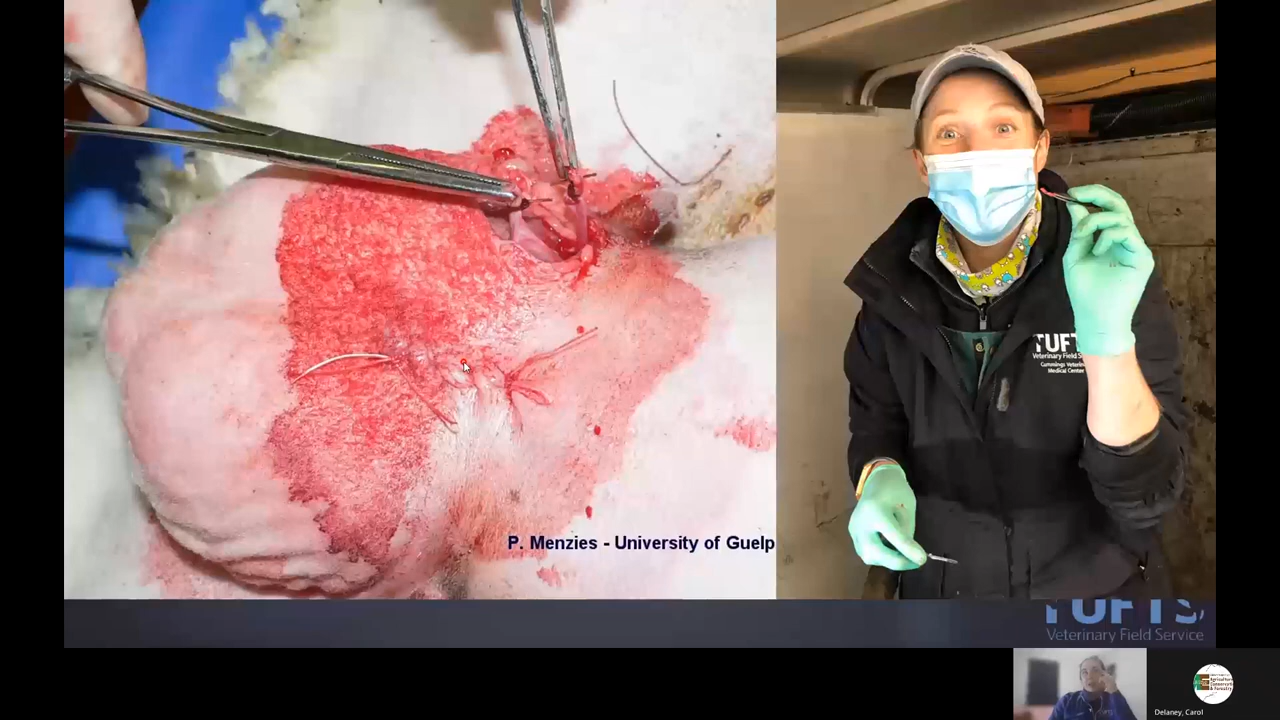 P. Menzies - University of Guelp
TUFTS
Veterinary Field Service
Cummings Veterinary
Medical Center
TUFTS
Veterinary Field Service
Delaney, Carol